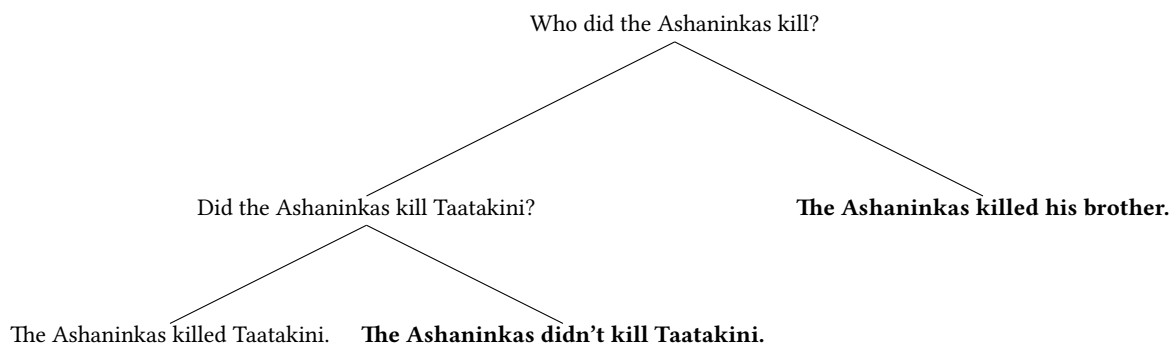 Who did the Ashaninkas kill?
Did the Ashaninkas kill Taatakini?
The Ashaninkas killed his brother.
The Ashaninkas killed Taatakini.
The Ashaninkas didn’t kill Taatakini.